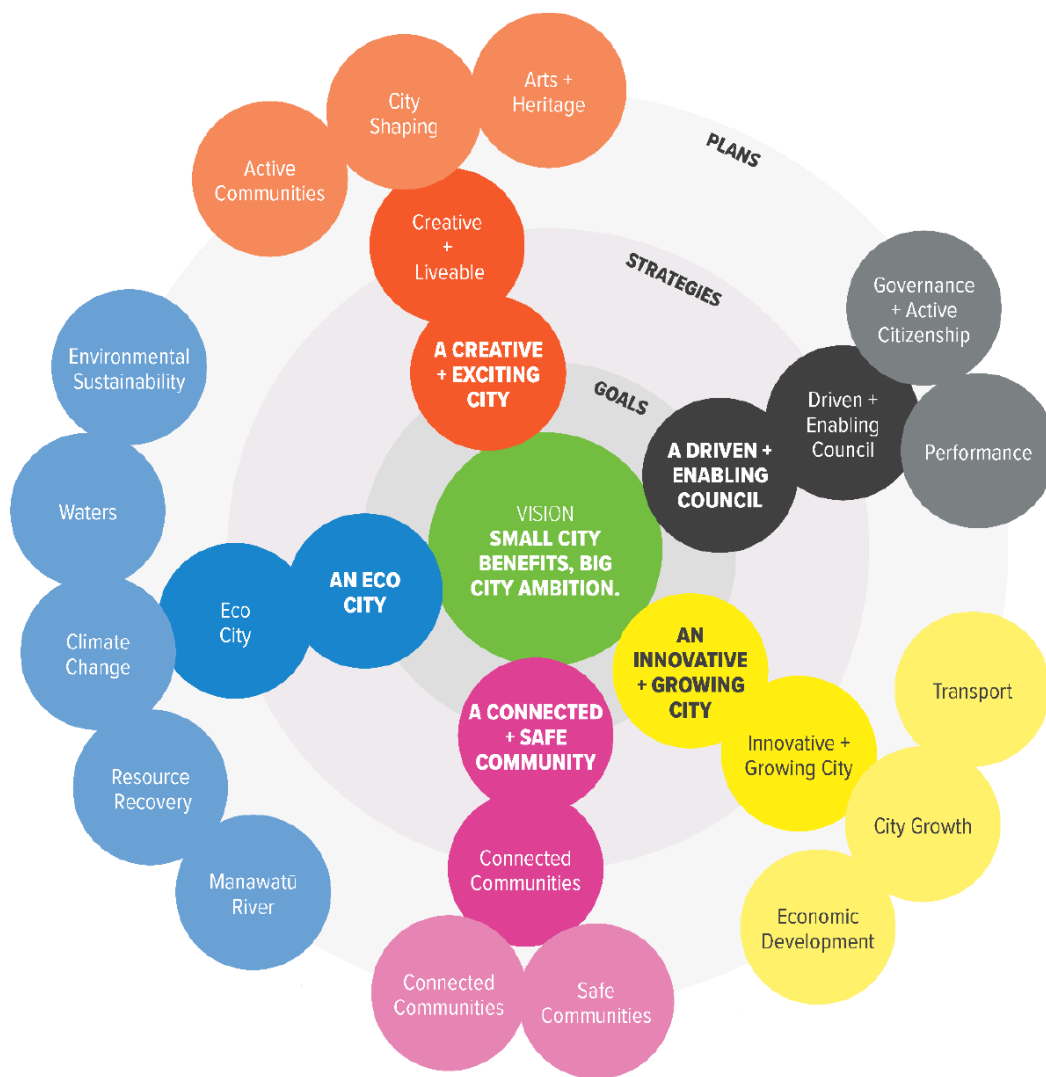 Arts +
Heritage
City
Shaping
Active
Communities
PLANS
Creative
+
Liveable
STRATEGIES
Governance
+ Active
Citizenship
Environmental
Sustainability
A CREATIVE
+ EXCITING
CITY
GOALS
Driven +
Enabling
Council
A DRIVEN +
ENABLING
COUNCIL
Performance
Waters
VISION
SMALL CITY
BENEFITS, BIG
CITY AMBITION.
AN ECO
CITY
Eco
City
Climate
Change
AN
INNOVATIVE
+ GROWING
CITY
Transport
A CONNECTED
+ SAFE
COMMUNITY
Innovative +
Growing City
Resource
Recovery
City Growth
Connected
Communities
Manawatū
River
Economic
Development
Connected
Communities
Safe
Communities